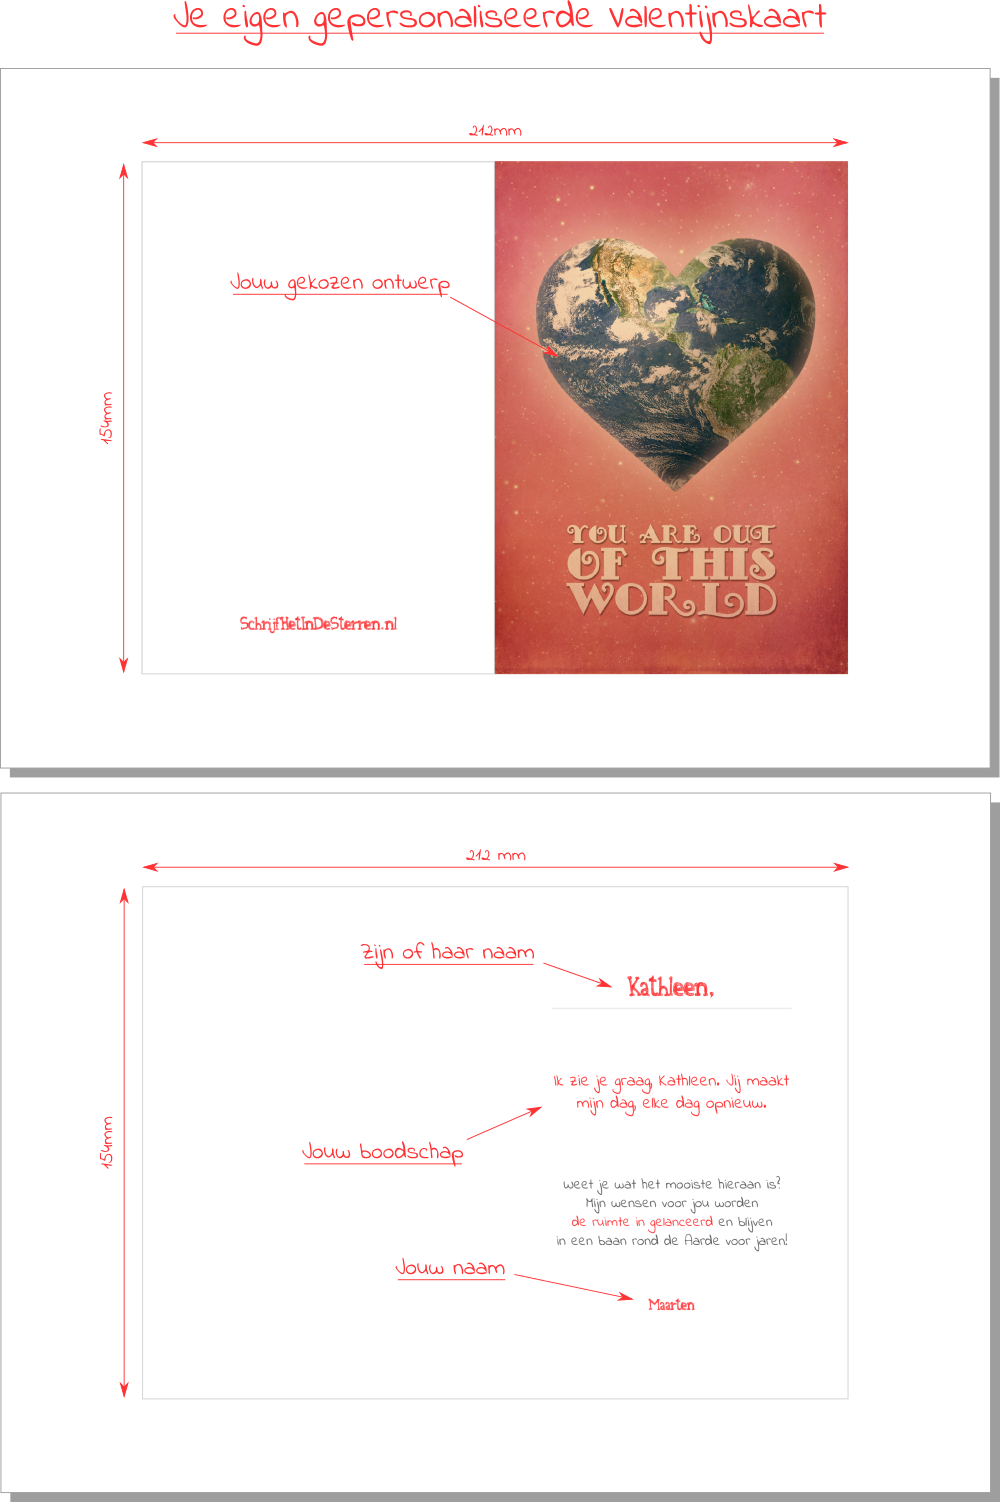 Je eigen gepersonaliseerde Valentijnskaart
212mm
154mm
Jouw gekozen ontwerp
YOU ARE OUT
OF THIS
WORLD
SchrijfHetInDeSterren.nl
212 mm
154mm
Zijn of haar naam
Kathleen,
Ik zie je graag, Kathleen. Jij maakt
mijn dag, elke dag opnieuw.
Jouw boodschap
Weet je wat het mooiste hieraan is?
Mijn wensen voor jou worden
de ruimte in gelanceerd en blijven
in een baan rond de Aarde voor jaren!
Jouw naam
Maarten